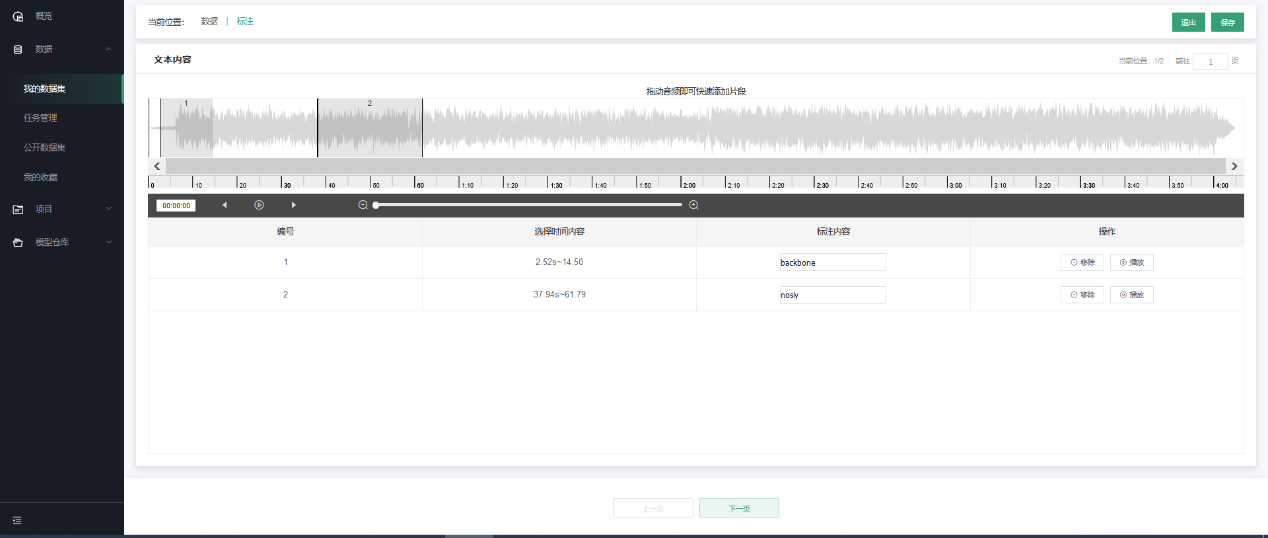 概览
数据
我的数据集
任务管理
公开数据集
我的收藏
项目
模型仓库
当前位置： 数据 | 标注
退出 保存
文本内容
当前位置：1/2 前往 1 页
拖动音频即可快速添加片段
1 2
0 10 20 30 40 50 60 1:10 1:20 1:30 1:40 1:50 2:00 2:10 2:20 2:30 2:40 2:50 3:00 3:10 3:20 3:30 3:40 3:50 4:00
00:00:00
编号 选择时间内容 标注内容 操作
1 2.52s~14.50 backbone 移除 播放
2 37.94s~61.79 nosiy 移除 播放
上一页 下一页